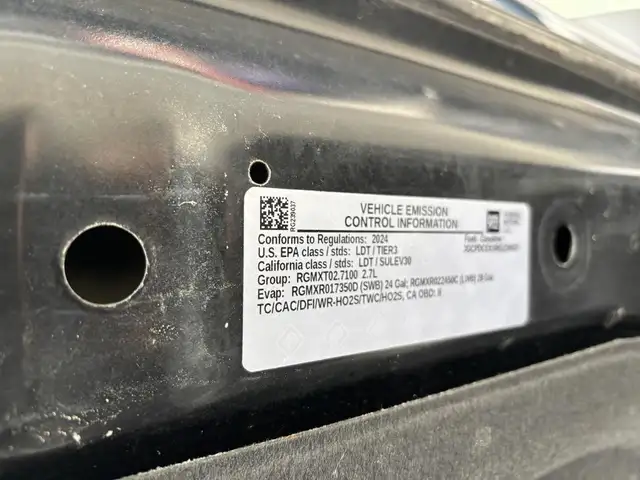 VEHICLE EMISSION
CONTROL INFORMATION
Conforms to Regulations: 2024
U.S. EPA class / stds: LDT / TIER3
California class / stds: LDT / SULEV30
Group: RGMXT02.7100 2.7L
Evap: RGMXR017350D (SWB) 24 Gal; (LWB) 28 Gal
TC/CAC/DFI/WR-HO2S/TWC/HO2S, CA OBD: II
Fuel: Gasoline